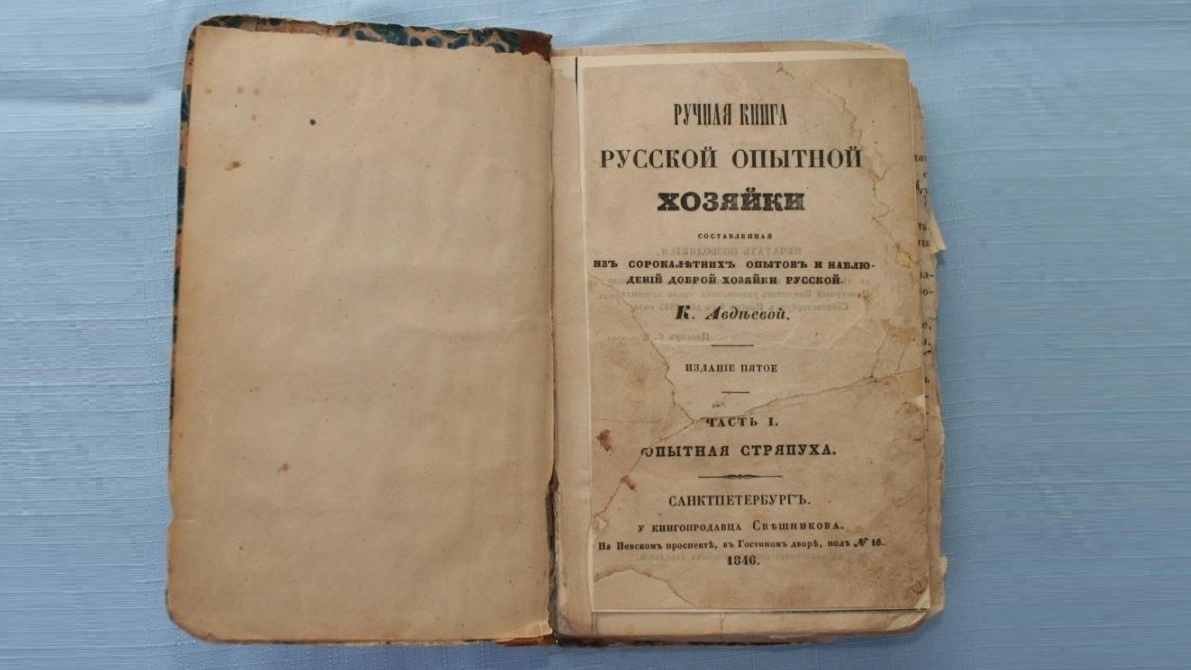 РУЧНАЯ КНИГА
РУССКОЙ ОПЫТНОЙ
ХОЗЯЙКИ
СОСТАВЛЕННАЯ
ИЗЪ СОРОКАЛѢТНИХЪ ОПЫТОВЪ И НАБЛЮ-
ДЕНІЙ ДОБРОЙ ХОЗЯЙКИ РУССКОЙ.
К. Авдѣевой.
ИЗДАНІЕ ПЯТОЕ
ЧАСТЬ I.
ОПЫТНАЯ СТРЯПУХА.
САНКТПЕТЕРБУРГЪ.
У КНИГОПРОДАВЦА СВѢШНИКОВА.
На Невскомъ проспектѣ, въ Гостиномъ дворѣ, подъ № 16.
1846.